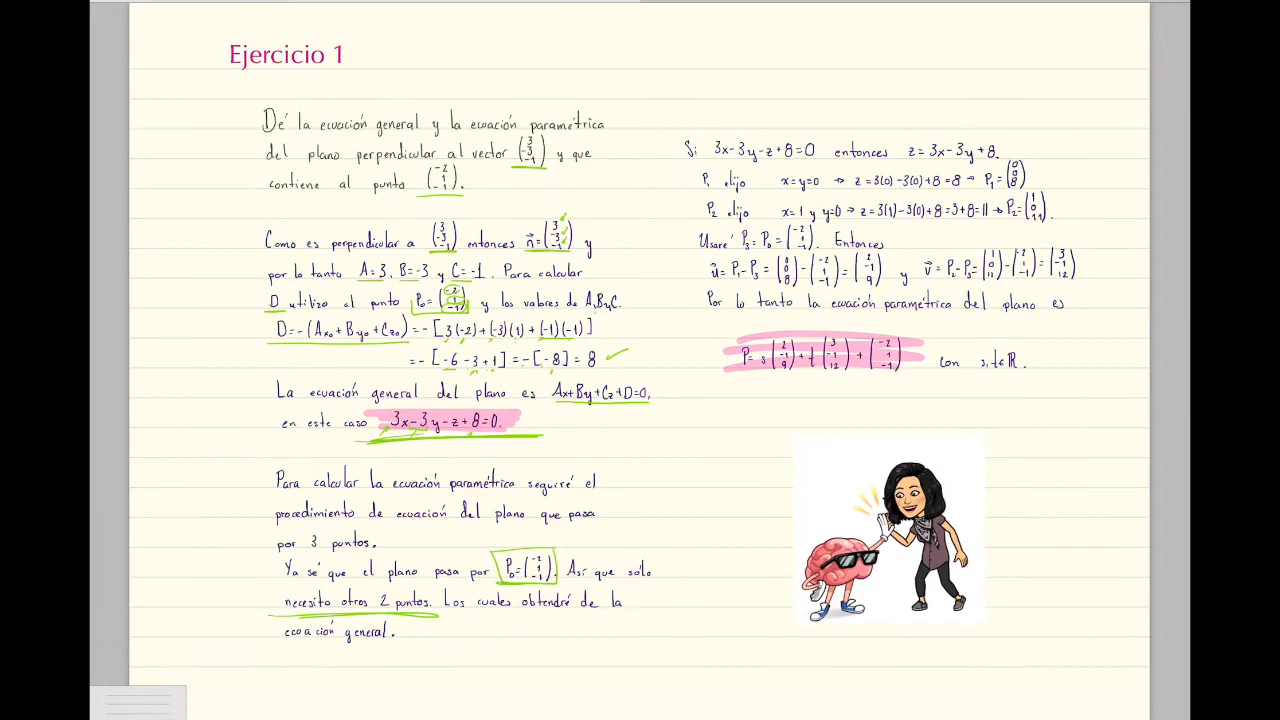 Ejercicio 1
Dé la ecuación general y la ecuación paramétrica
del plano perpendicular al vector (3 -3 -1) y que
contiene al punto (-2 1 -1).
Como es perpendicular a (3 -3 -1) entonces n⃗=(3 -3 -1) y
por lo tanto A=3, B=-3 y C=-1. Para calcular
D utilizo al punto P₀=(-2 1 -1) y los valores de A,B y C.
D=-(Ax₀+By₀+Cz₀)=-[3(-2)+(-3)(1)+(-1)(-1)]
=-[-6-3+1]=-[-8]=8
La ecuación general del plano es Ax+By+Cz+D=0,
en este caso 3x-3y-z+8=0.
Para calcular la ecuación paramétrica seguirré el
procedimiento de ecuación del plano que pasa
por 3 puntos.
Ya sé que el plano pasa por P₀=(-2 1 -1). Así que sólo
necesito otros 2 puntos. Los cuales obtendré de la
ecuación general.
Si 3x-3y-z+8=0 entonces z=3x-3y+8.
P₁ elijo x=y=0 → z=3(0)-3(0)+8=8 → P₁=(0 0 8)
P₂ elijo x=1 y y=0 → z=3(1)-3(0)+8=3+8=11 → P₂=(1 0 11).
Usaré P₃=P₀=(-2 1 -1). Entonces
u⃗=P₁-P₃=(0 0 8)-(-2 1 -1)=(2 -1 9) y v⃗=P₂-P₃=(1 0 11)-(-2 1 -1)=(3 -1 12)
Por lo tanto la ecuación paramétrica del plano es
P=s(2 -1 9)+t(3 -1 12)+(-2 1 -1) con s,t∈ℝ.